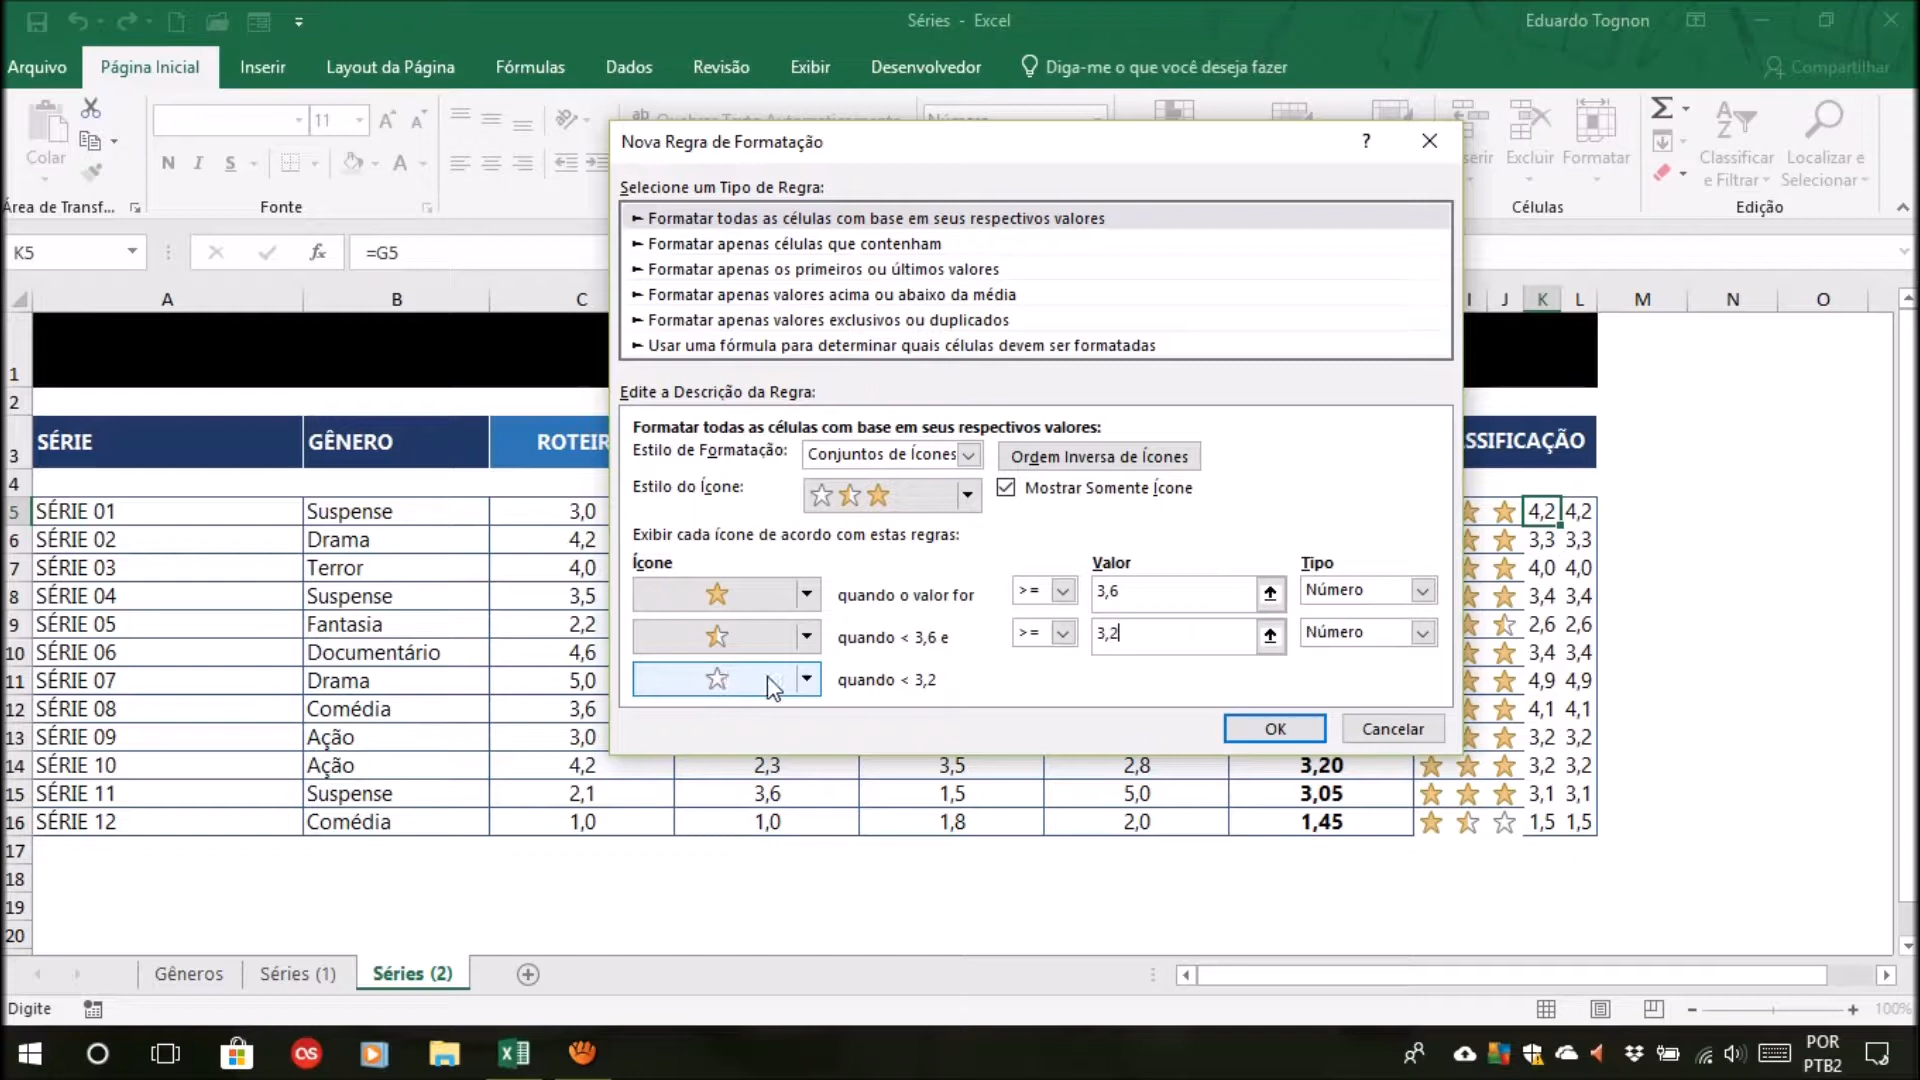 Séries - Excel
Eduardo Tognon
Arquivo
Página Inicial
Inserir
Layout da Página
Fórmulas
Dados
Revisão
Exibir
Desenvolvedor
Diga-me o que você deseja fazer
Compartilhar
Colar
11
N I S
Excluir
Formatar
Classificar
e Filtrar
Localizar e
Selecionar
Fonte
Células
Edição
K5
fx
=G5
Nova Regra de Formatação
? 
Selecione um Tipo de Regra:
► Formatar todas as células com base em seus respectivos valores
► Formatar apenas células que contenham
► Formatar apenas os primeiros ou últimos valores
► Formatar apenas valores acima ou abaixo da média
► Formatar apenas valores exclusivos ou duplicados
► Usar uma fórmula para determinar quais células devem ser formatadas
Edite a Descrição da Regra:
Formatar todas as células com base em seus respectivos valores:
Estilo de Formatação: Conjuntos de Ícones Ordem Inversa de Ícones
Estilo do Ícone: Mostrar Somente Ícone
Exibir cada ícone de acordo com estas regras:
Ícone Valor Tipo
quando o valor for >= 3,6 Número
quando < 3,6 e >= 3,2 Número
quando < 3,2
OK Cancelar
A B C I J K L M N O
1
2
3 SÉRIE GÊNERO
4
5 SÉRIE 01 Suspense 3,0 4,2 4,2
6 SÉRIE 02 Drama 4,2 3,3 3,3
7 SÉRIE 03 Terror 4,0 4,0 4,0
8 SÉRIE 04 Suspense 3,5 3,4 3,4
9 SÉRIE 05 Fantasia 2,2 2,6 2,6
10 SÉRIE 06 Documentário 4,6 3,4 3,4
11 SÉRIE 07 Drama 5,0 4,9 4,9
12 SÉRIE 08 Comédia 3,6 4,1 4,1
13 SÉRIE 09 Ação 3,0 3,2 3,2
14 SÉRIE 10 Ação 4,2 2,3 3,5 2,8 3,20 3,2 3,2
15 SÉRIE 11 Suspense 2,1 3,6 1,5 5,0 3,05 3,1 3,1
16 SÉRIE 12 Comédia 1,0 1,0 1,8 2,0 1,45 1,5 1,5
17
18
19
20
Gêneros
Séries (1)
Séries (2)
Digite
100%
POR
PTB2